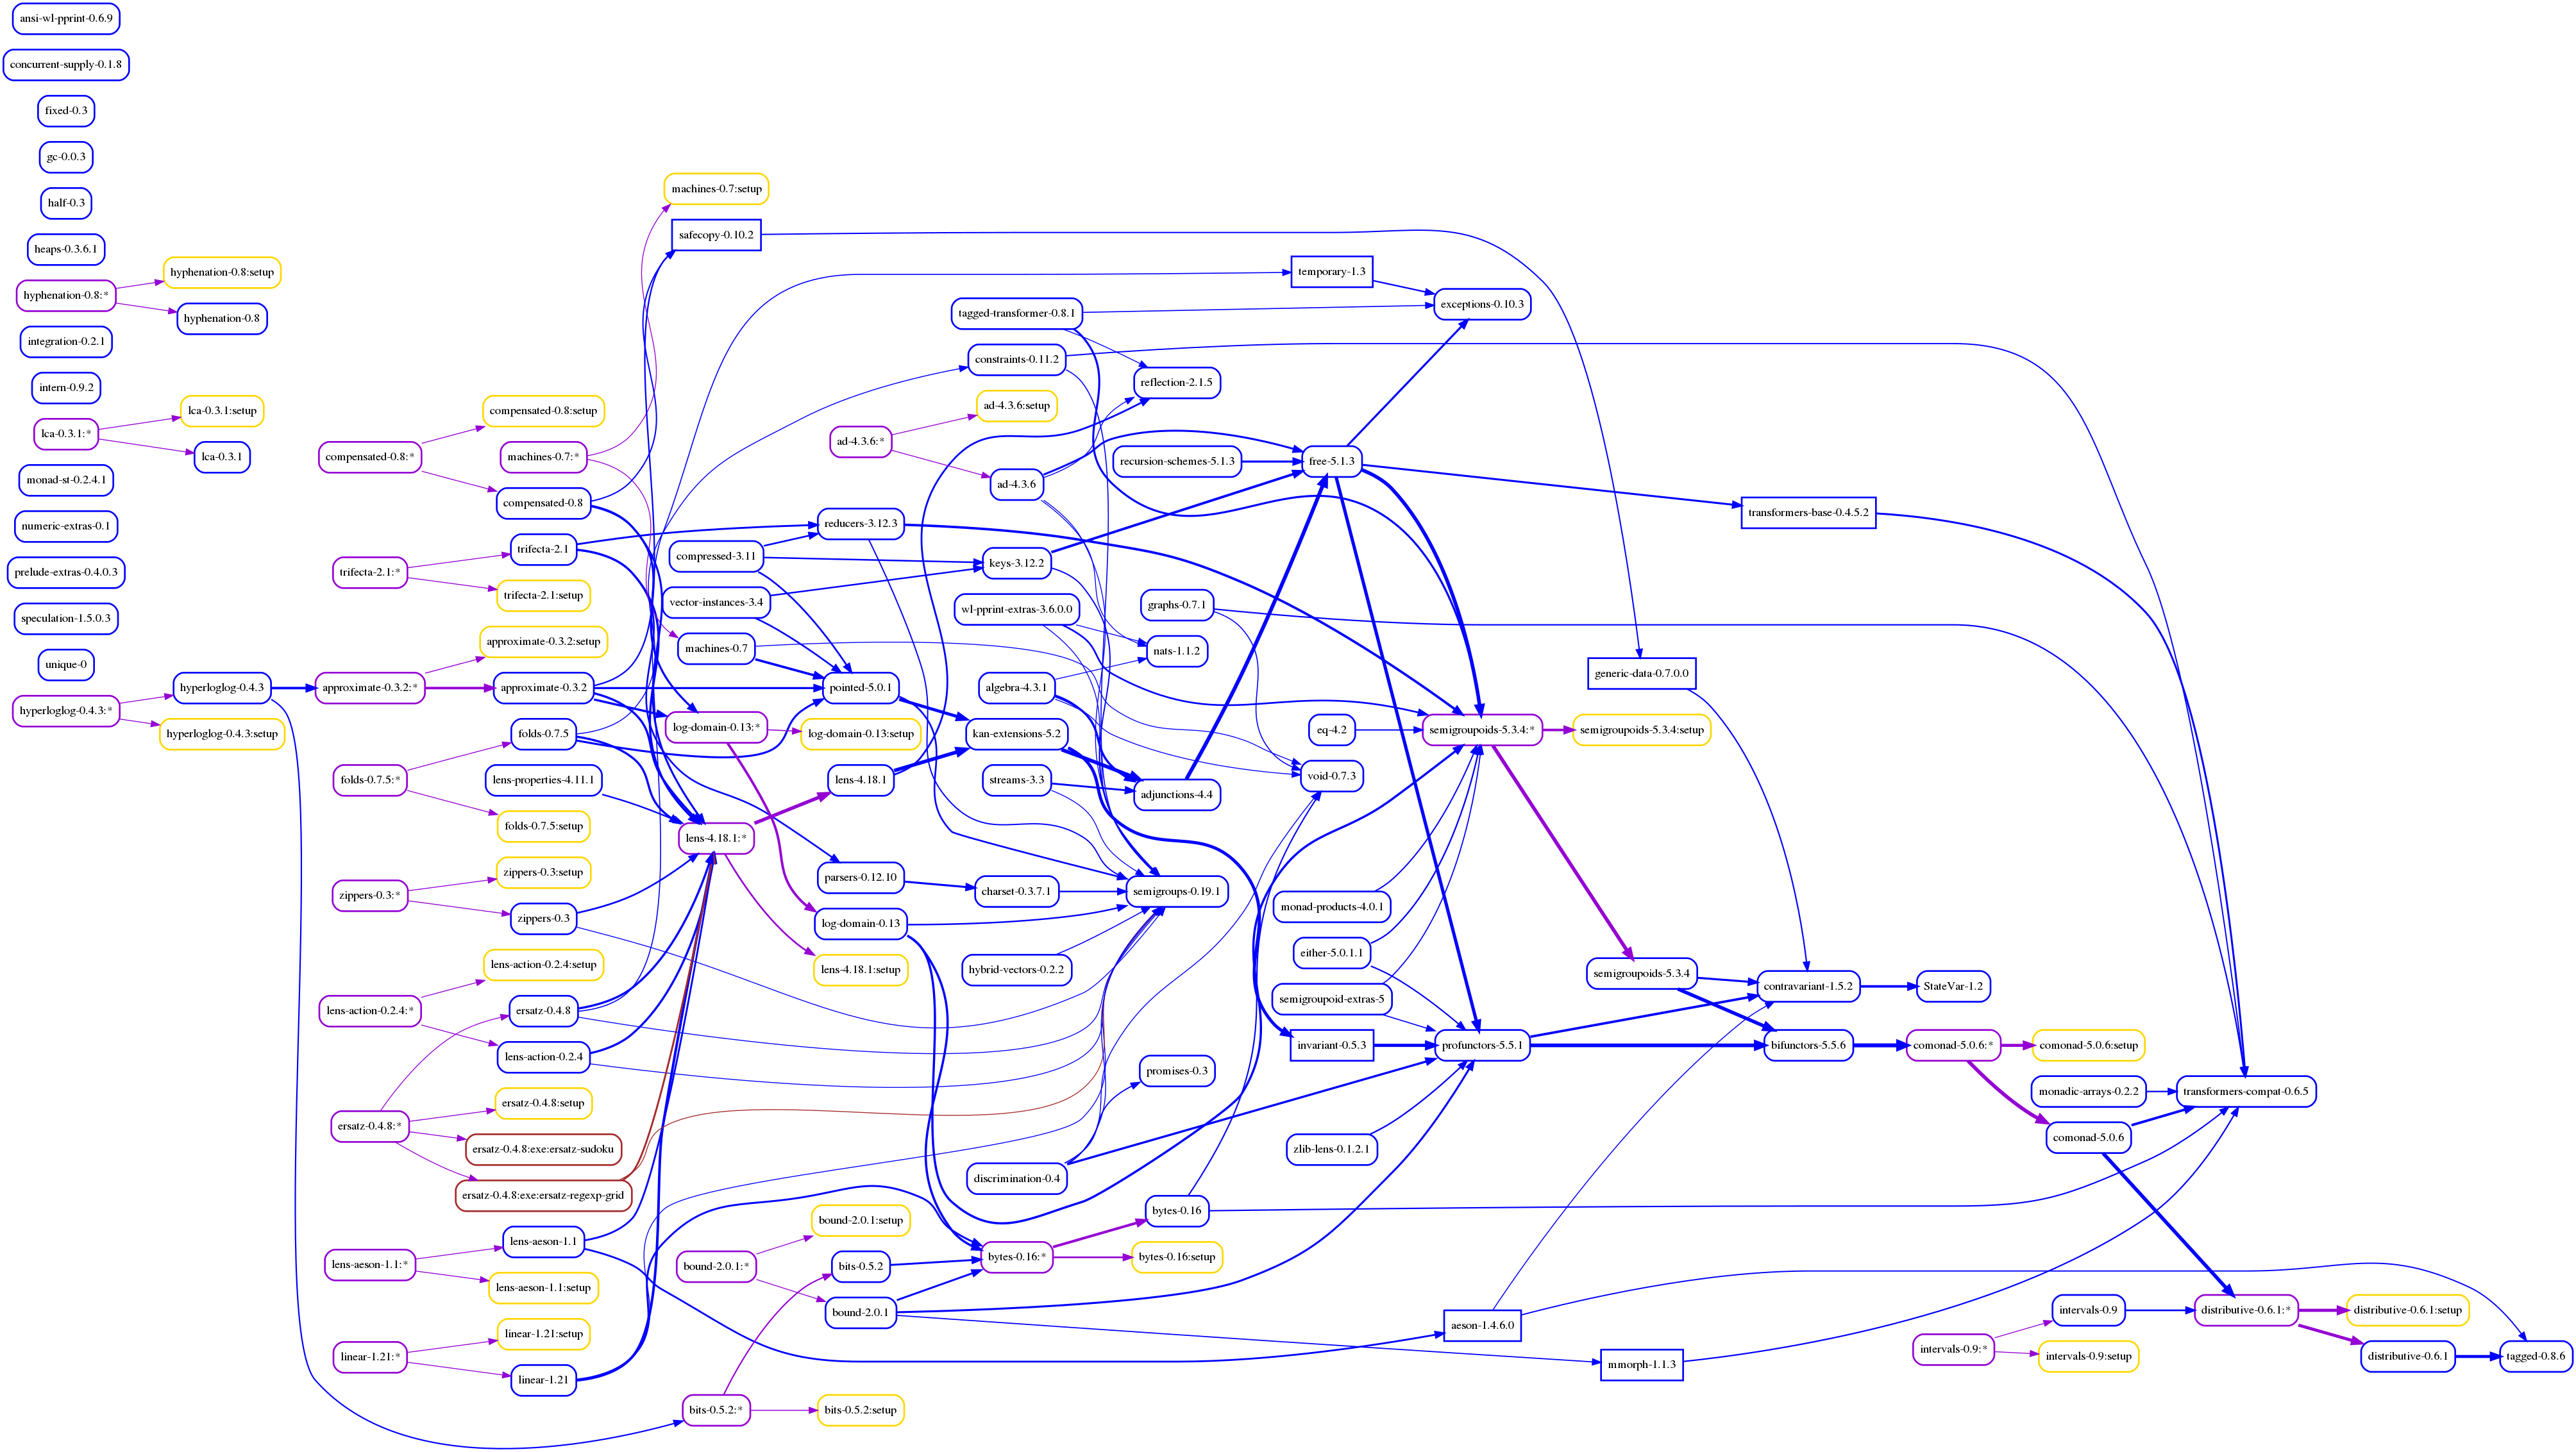 ansi-wl-pprint-0.6.9
concurrent-supply-0.1.8
fixed-0.3
gc-0.0.3
half-0.3
heaps-0.3.6.1
hyphenation-0.8:*
integration-0.2.1
intern-0.9.2
lca-0.3.1:*
monad-st-0.2.4.1
numeric-extras-0.1
prelude-extras-0.4.0.3
speculation-1.5.0.3
unique-0
hyperloglog-0.4.3:*
hyphenation-0.8:setup
hyphenation-0.8
lca-0.3.1:setup
lca-0.3.1
hyperloglog-0.4.3
hyperloglog-0.4.3:setup
compensated-0.8:*
trifecta-2.1:*
approximate-0.3.2:*
folds-0.7.5:*
zippers-0.3:*
lens-action-0.2.4:*
ersatz-0.4.8:*
lens-aeson-1.1:*
linear-1.21:*
compensated-0.8:setup
machines-0.7:*
compensated-0.8
trifecta-2.1
trifecta-2.1:setup
approximate-0.3.2:setup
approximate-0.3.2
folds-0.7.5
lens-properties-4.11.1
folds-0.7.5:setup
zippers-0.3:setup
zippers-0.3
lens-action-0.2.4:setup
ersatz-0.4.8
lens-action-0.2.4
ersatz-0.4.8:setup
ersatz-0.4.8:exe:ersatz-sudoku
ersatz-0.4.8:exe:ersatz-regexp-grid
lens-aeson-1.1
lens-aeson-1.1:setup
linear-1.21:setup
linear-1.21
machines-0.7:setup
safecopy-0.10.2
compressed-3.11
vector-instances-3.4
machines-0.7
log-domain-0.13:*
lens-4.18.1:*
bound-2.0.1:*
bits-0.5.2:*
ad-4.3.6:*
reducers-3.12.3
pointed-5.0.1
log-domain-0.13:setup
lens-4.18.1
parsers-0.12.10
log-domain-0.13
lens-4.18.1:setup
bound-2.0.1:setup
bits-0.5.2
bound-2.0.1
bits-0.5.2:setup
tagged-transformer-0.8.1
constraints-0.11.2
ad-4.3.6:setup
ad-4.3.6
keys-3.12.2
wl-pprint-extras-3.6.0.0
algebra-4.3.1
kan-extensions-5.2
streams-3.3
charset-0.3.7.1
hybrid-vectors-0.2.2
discrimination-0.4
bytes-0.16:*
reflection-2.1.5
recursion-schemes-5.1.3
graphs-0.7.1
nats-1.1.2
adjunctions-4.4
semigroups-0.19.1
promises-0.3
bytes-0.16
bytes-0.16:setup
temporary-1.3
free-5.1.3
eq-4.2
void-0.7.3
monad-products-4.0.1
either-5.0.1.1
semigroupoid-extras-5
invariant-0.5.3
zlib-lens-0.1.2.1
exceptions-0.10.3
semigroupoids-5.3.4:*
profunctors-5.5.1
aeson-1.4.6.0
semigroupoids-5.3.4:setup
generic-data-0.7.0.0
semigroupoids-5.3.4
mmorph-1.1.3
transformers-base-0.4.5.2
contravariant-1.5.2
bifunctors-5.5.6
StateVar-1.2
comonad-5.0.6:*
intervals-0.9:*
comonad-5.0.6:setup
monadic-arrays-0.2.2
comonad-5.0.6
intervals-0.9
intervals-0.9:setup
transformers-compat-0.6.5
distributive-0.6.1:*
distributive-0.6.1:setup
distributive-0.6.1
tagged-0.8.6